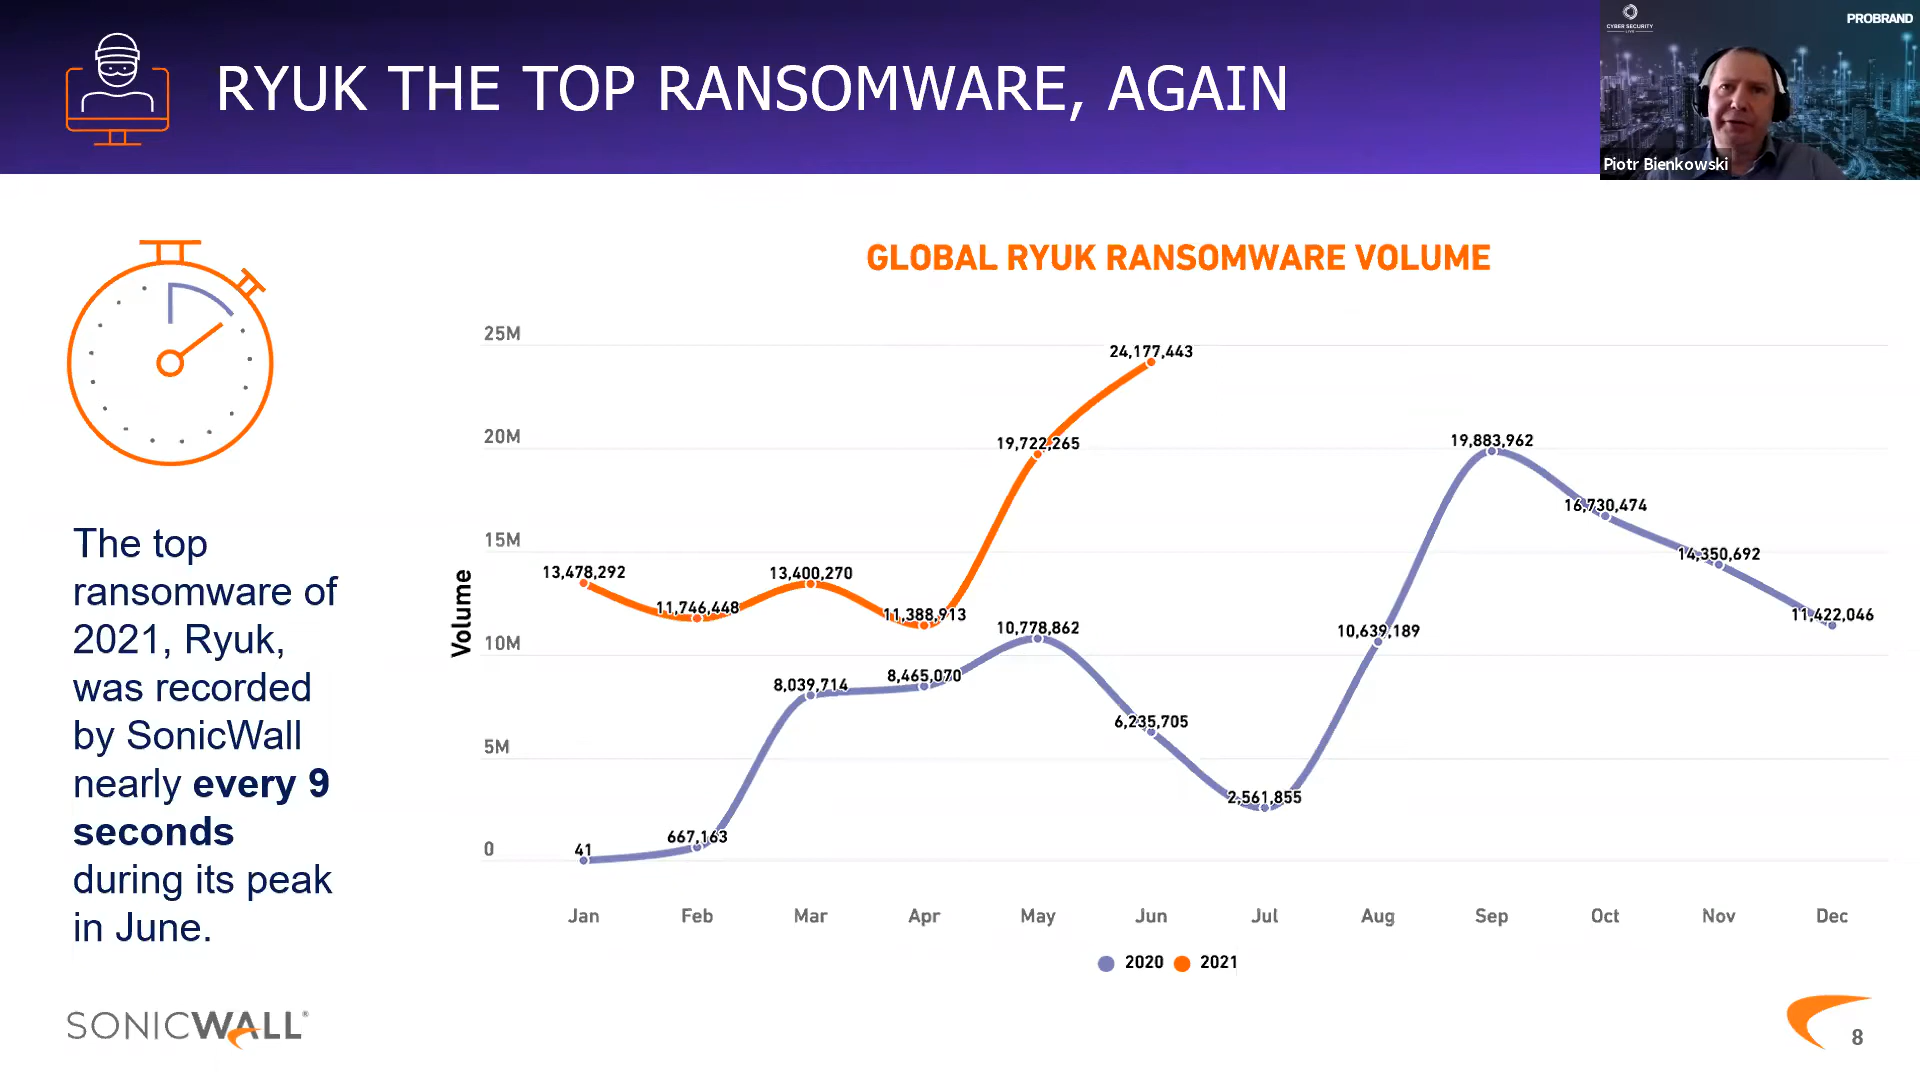 RYUK THE TOP RANSOMWARE, AGAIN
CYBER SECURITY
LIVE
PROBRAND
Piotr Bienkowski
The top
ransomware of
2021, Ryuk,
was recorded
by SonicWall
nearly every 9
seconds
during its peak
in June.
GLOBAL RYUK RANSOMWARE VOLUME
Volume
25M
20M
15M
10M
5M
0
13,478,292
11,746,448
13,400,270
11,388,913
19,722,265
24,177,443
41
667,163
8,039,714
8,465,070
10,778,862
6,235,705
2,561,855
10,639,189
19,883,962
16,730,474
14,350,692
11,422,046
Jan Feb Mar Apr May Jun Jul Aug Sep Oct Nov Dec
2020 2021
SONICWALL®
8